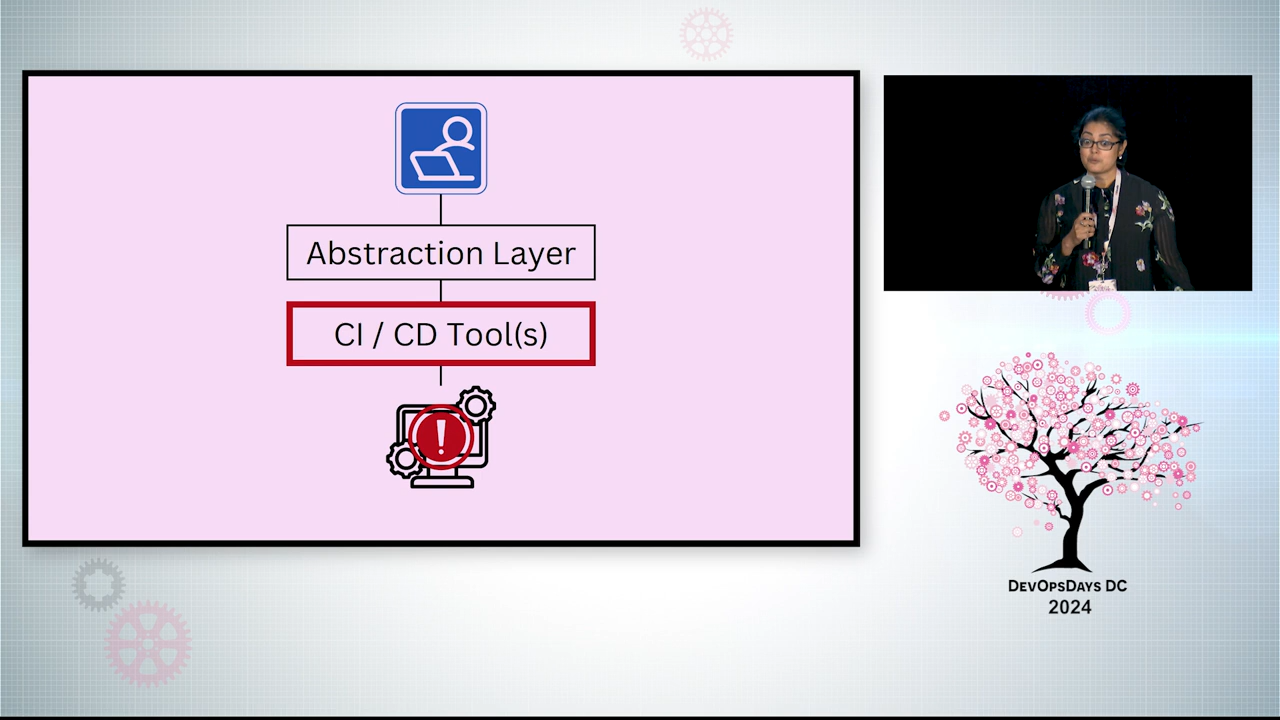 Abstraction Layer
CI / CD Tool(s)
!
DEVOPSDAYS DC
2024